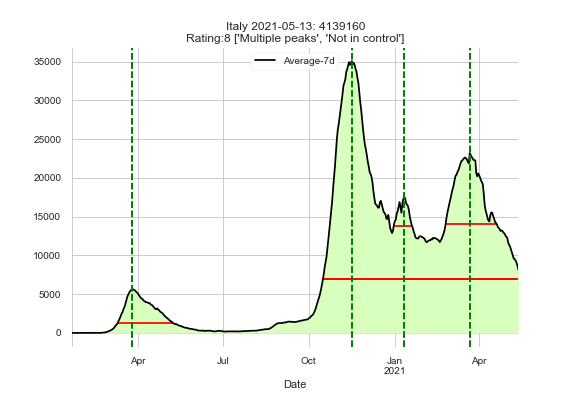 Italy 2021-05-13: 4139160
Rating:8 ['Multiple peaks', 'Not in control']
Average-7d
35000
30000
25000
20000
15000
10000
5000
0
Apr Jul Oct Jan Apr
2021
Date